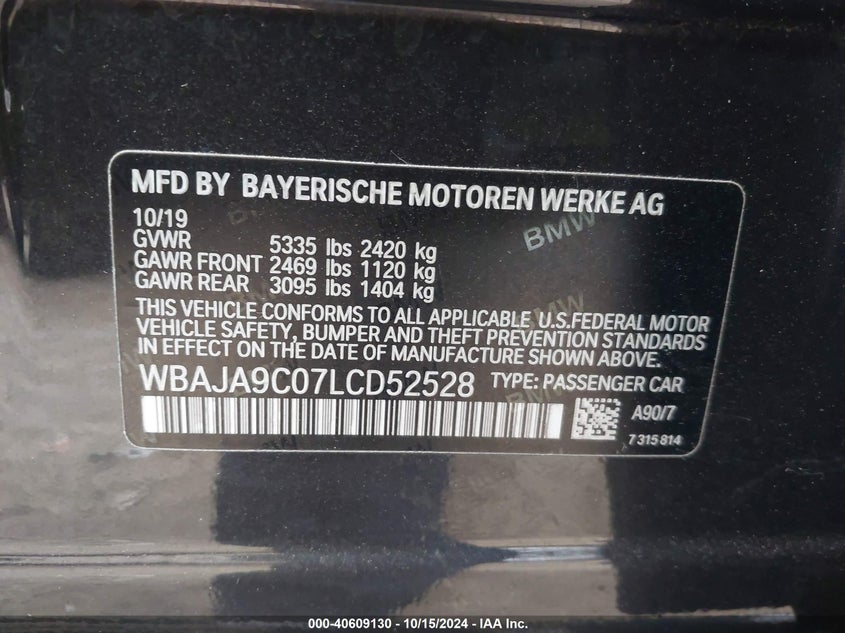 MFD BY BAYERISCHE MOTOREN WERKE AG
10/19
GVWR 5335 lbs 2420 kg
GAWR FRONT 2469 lbs 1120 kg
GAWR REAR 3095 lbs 1404 kg
THIS VEHICLE CONFORMS TO ALL APPLICABLE U.S.FEDERAL MOTOR
VEHICLE SAFETY, BUMPER AND THEFT PREVENTION STANDARDS
IN EFFECT ON THE DATE OF MANUFACTURE SHOWN ABOVE.
WBAJA9C07LCD52528 TYPE: PASSENGER CAR
A90/7
7 315 814
BMW
000-40609130 - 10/15/2024 - IAA Inc.